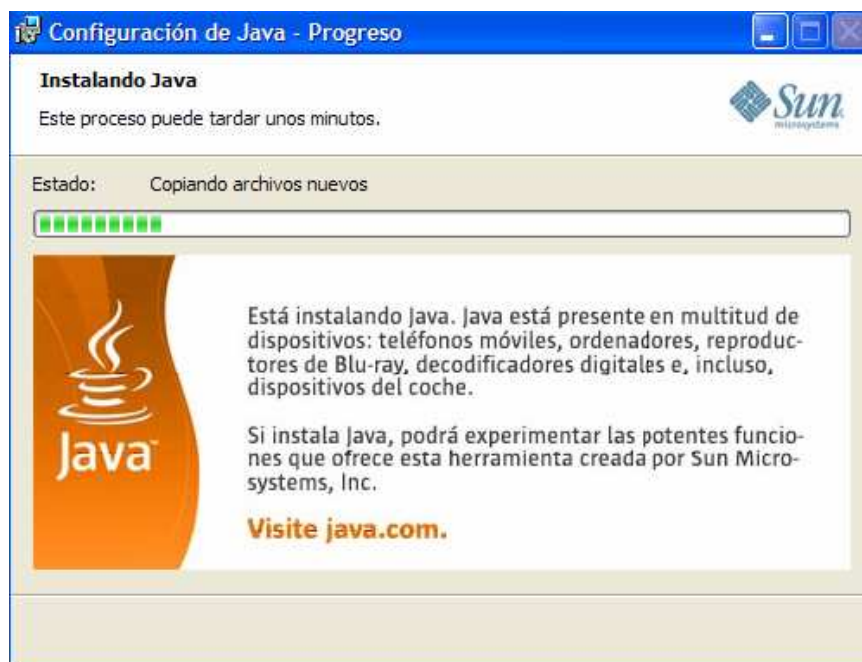 Configuración de Java - Progreso
Instalando Java
Este proceso puede tardar unos minutos.
Sun
microsystems
Estado: Copiando archivos nuevos
Está instalando Java. Java está presente en multitud de
dispositivos: teléfonos móviles, ordenadores, reproduc-
tores de Blu-ray, decodificadores digitales e, incluso,
dispositivos del coche.
Si instala Java, podrá experimentar las potentes funcio-
nes que ofrece esta herramienta creada por Sun Micro-
systems, Inc.
Visite java.com.
Java™